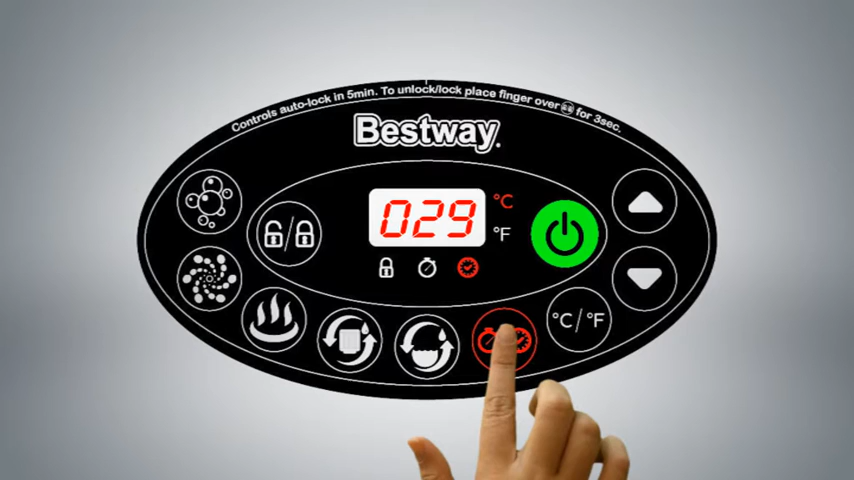 Controls auto-lock in 5min. To unlock/lock place finger over for 3sec.
Bestway
029
°C
°F
°C/°F